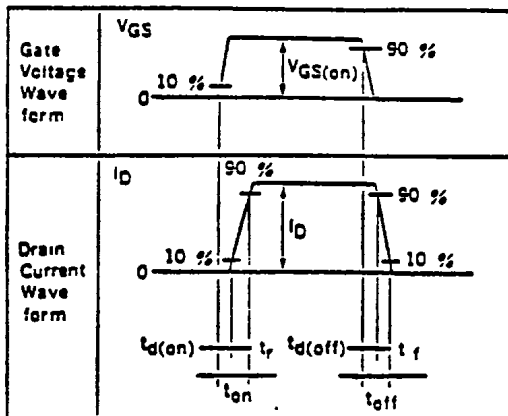 Gate
Voltage
Wave
form
VGS
10 %
0
VGS(on)
90 %
Drain
Current
Wave
form
ID
90 %
10 %
0
ID
90 %
10 %
td(on)
tr
td(off)
tf
ton
toff